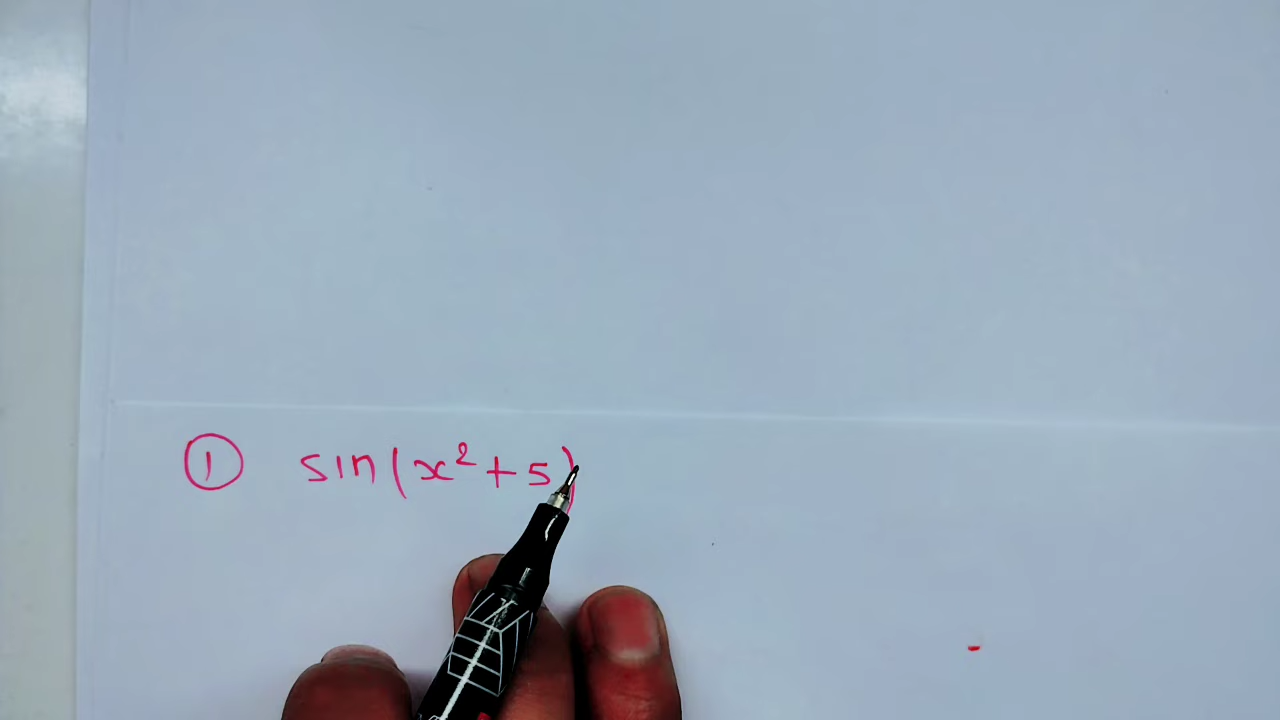 ① sin(x²+5)